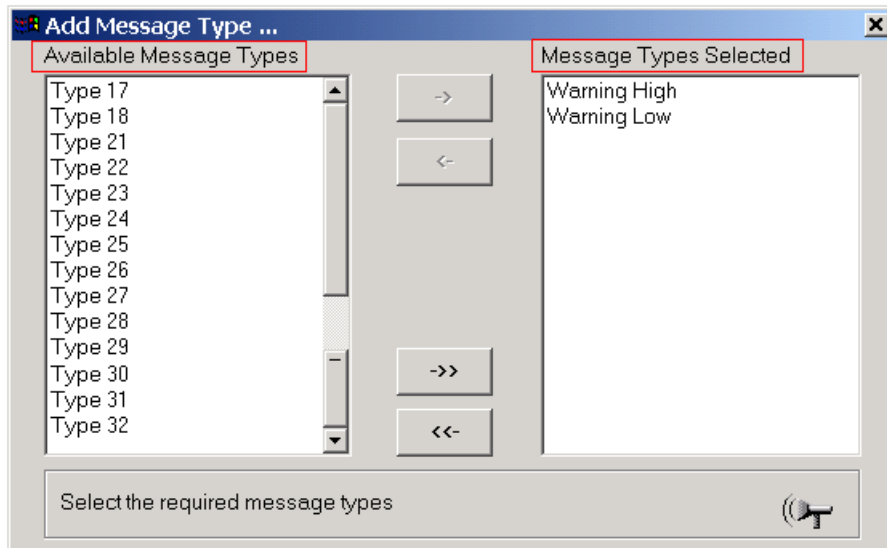 Add Message Type ...
Available Message Types
Message Types Selected
Type 17
Type 18
Type 21
Type 22
Type 23
Type 24
Type 25
Type 26
Type 27
Type 28
Type 29
Type 30
Type 31
Type 32
->
<-
->>
<<-
Warning High
Warning Low
Select the required message types